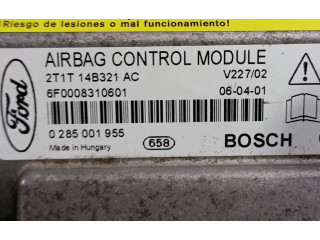 Riesgo de lesiones o mal funcionamiento!
Ford
AIRBAG CONTROL MODULE
2T1T 14B321 AC V227/02
6F0008310601 06-04-01
0 285 001 955
Made in Hungary 658 BOSCH